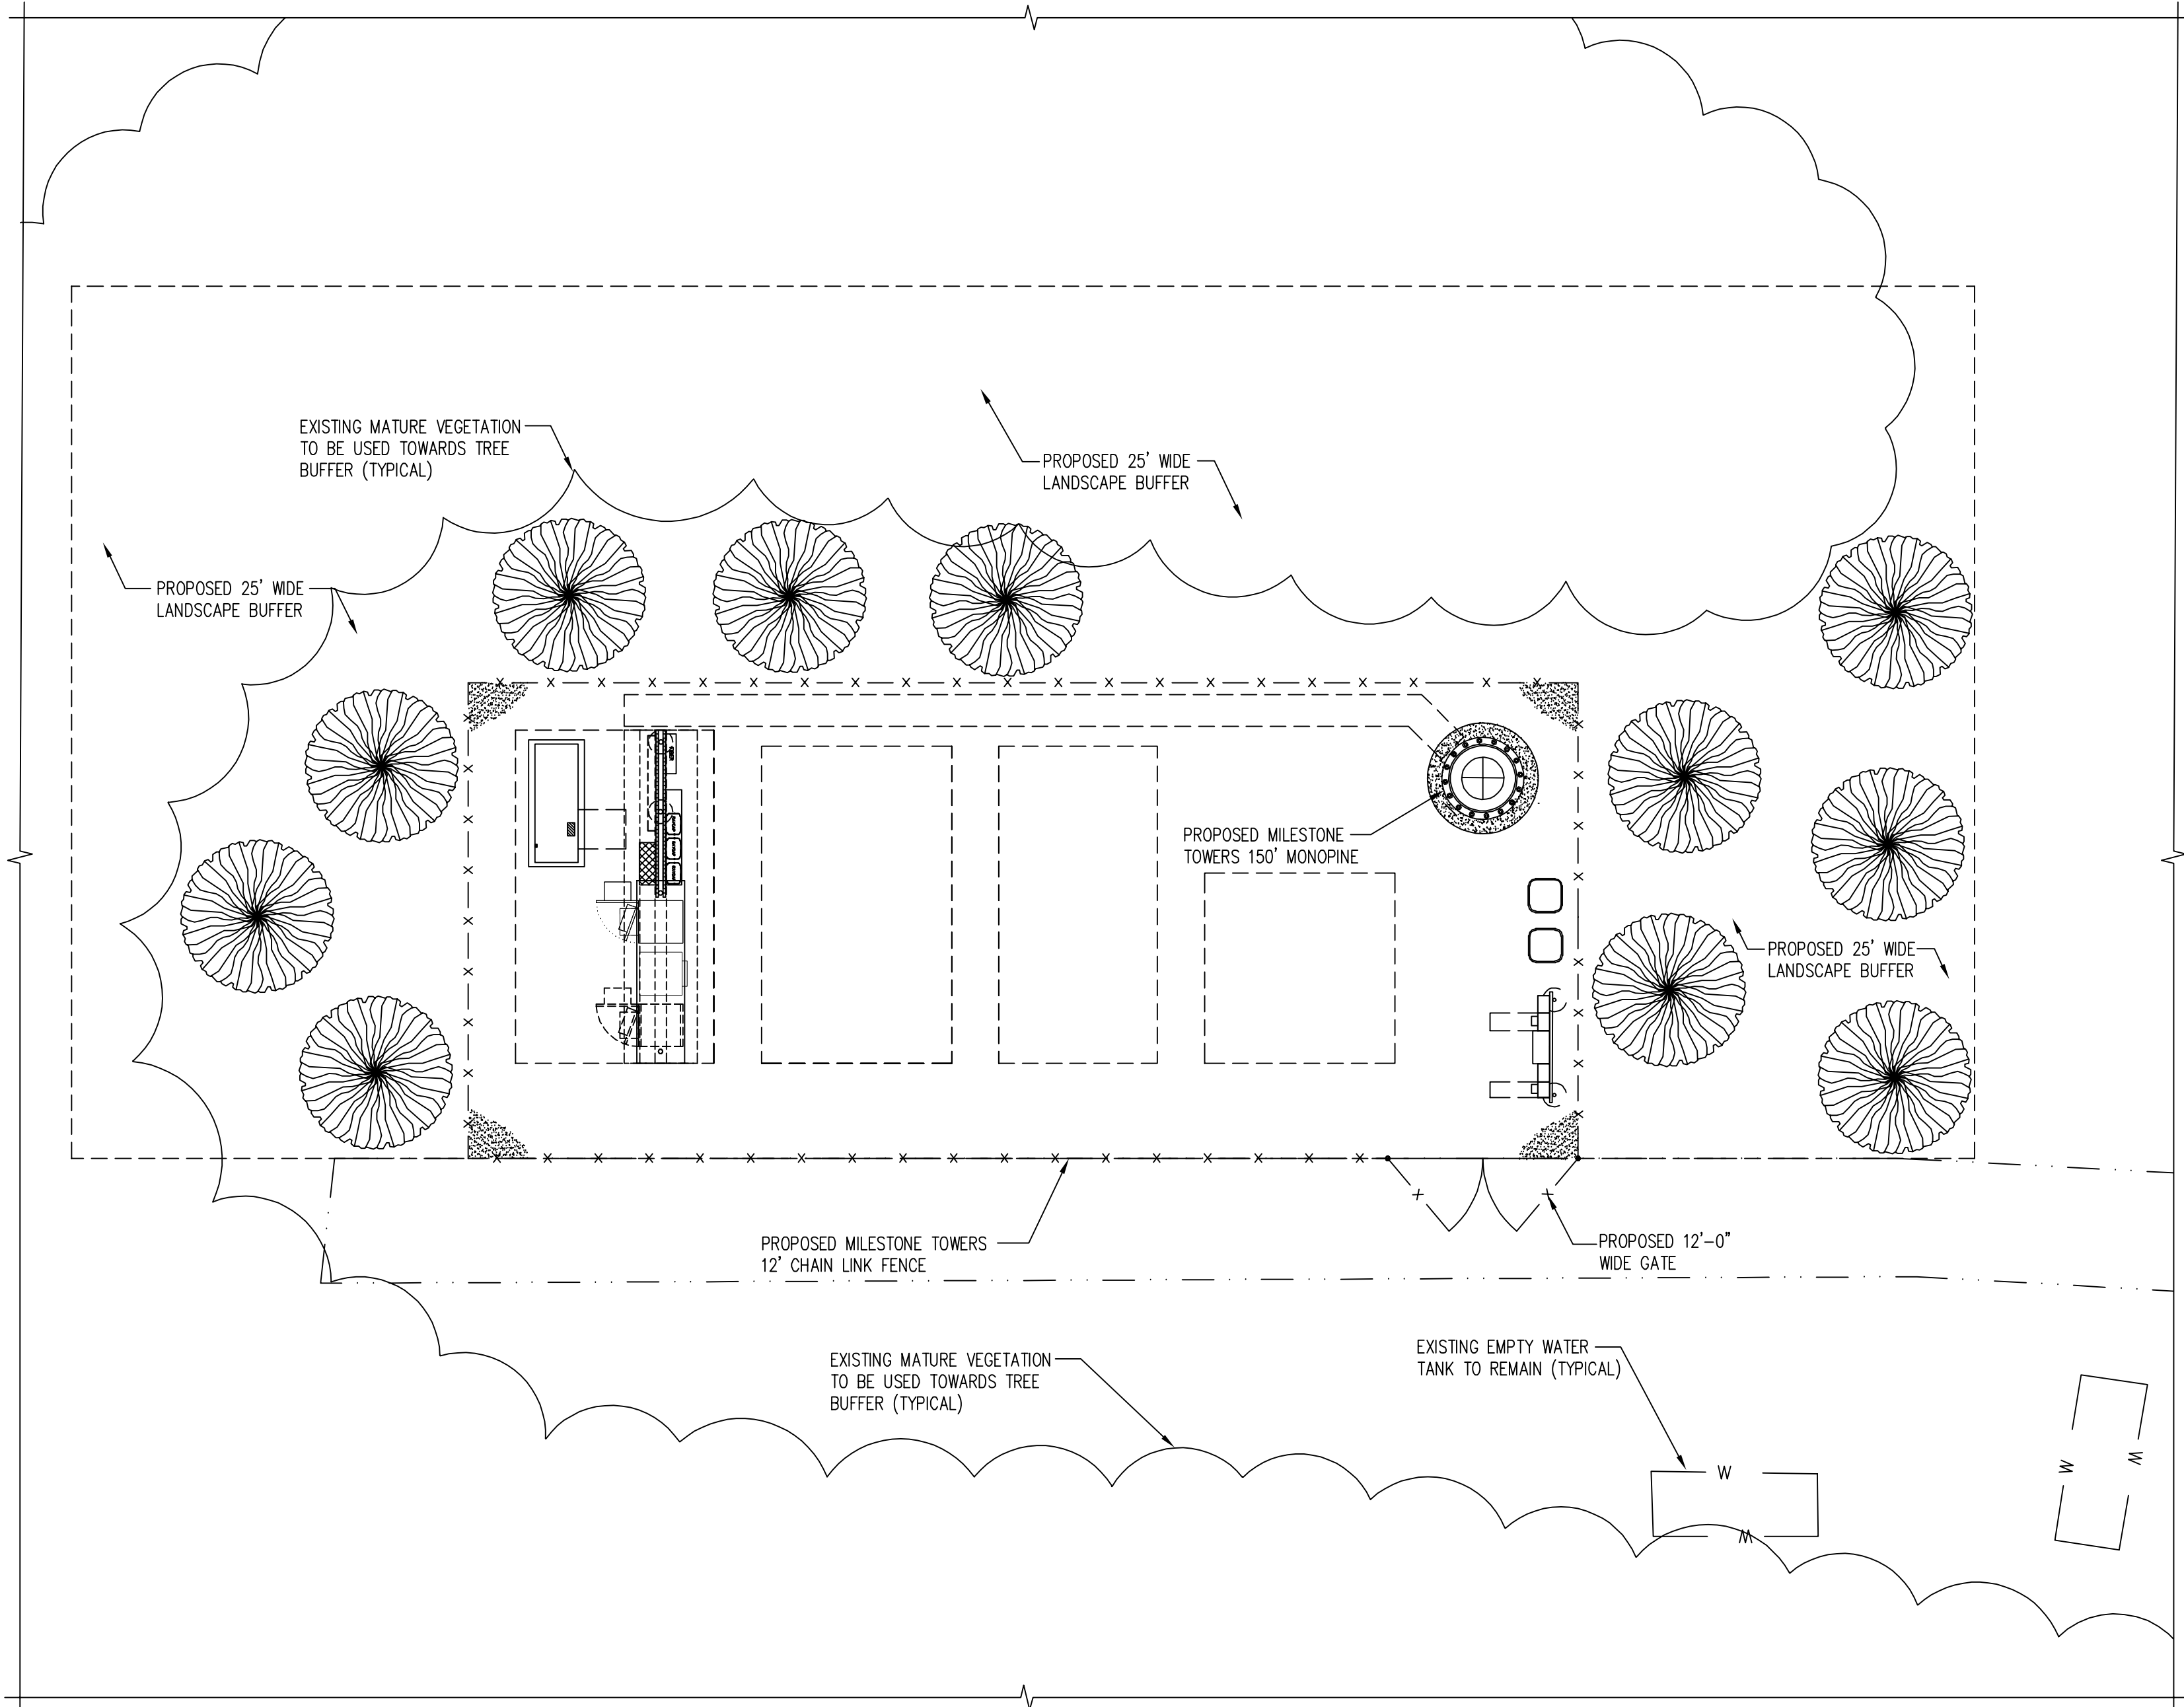 EXISTING MATURE VEGETATION
TO BE USED TOWARDS TREE
BUFFER (TYPICAL)
PROPOSED 25' WIDE
LANDSCAPE BUFFER
PROPOSED 25' WIDE
LANDSCAPE BUFFER
PROPOSED MILESTONE
TOWERS 150' MONOPINE
PROPOSED 25' WIDE
LANDSCAPE BUFFER
PROPOSED MILESTONE TOWERS
12' CHAIN LINK FENCE
PROPOSED 12'-0"
WIDE GATE
EXISTING MATURE VEGETATION
TO BE USED TOWARDS TREE
BUFFER (TYPICAL)
EXISTING EMPTY WATER
TANK TO REMAIN (TYPICAL)
W
W
W
W